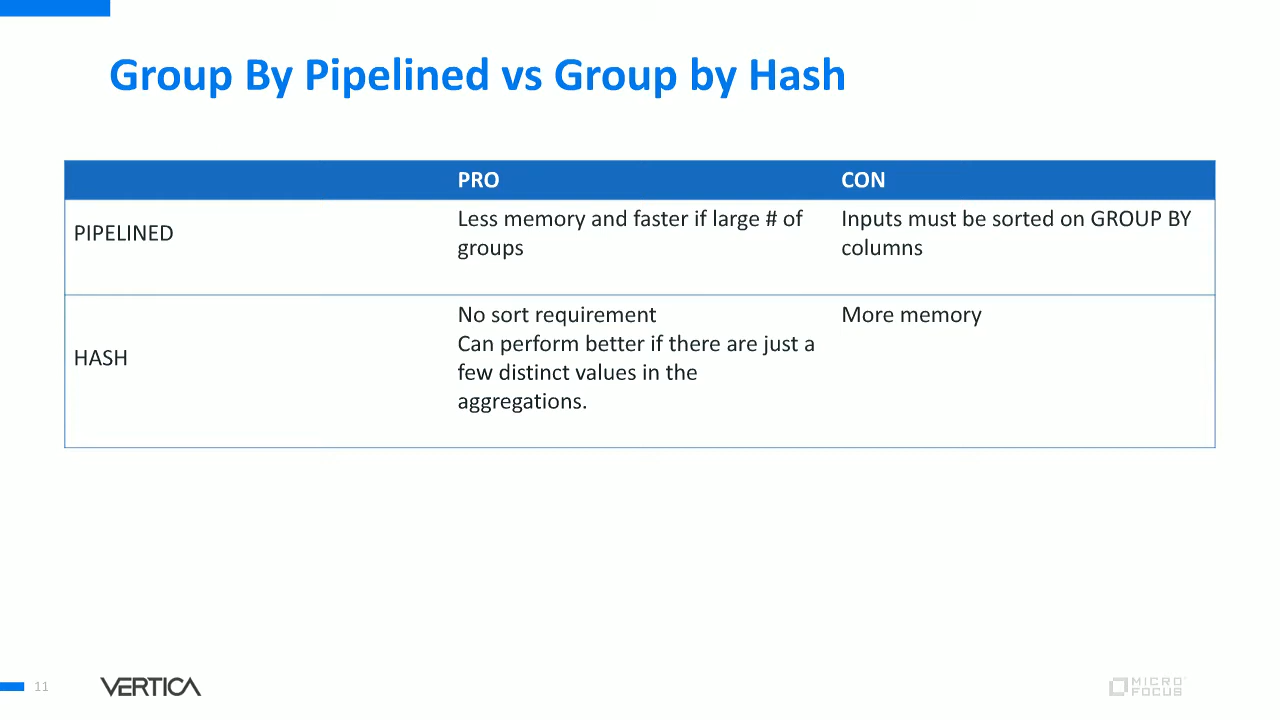 Group By Pipelined vs Group by Hash
PRO
CON
PIPELINED
Less memory and faster if large # of
groups
Inputs must be sorted on GROUP BY
columns
HASH
No sort requirement
Can perform better if there are just a
few distinct values in the
aggregations.
More memory
11
VERTICA
MICRO
FOCUS